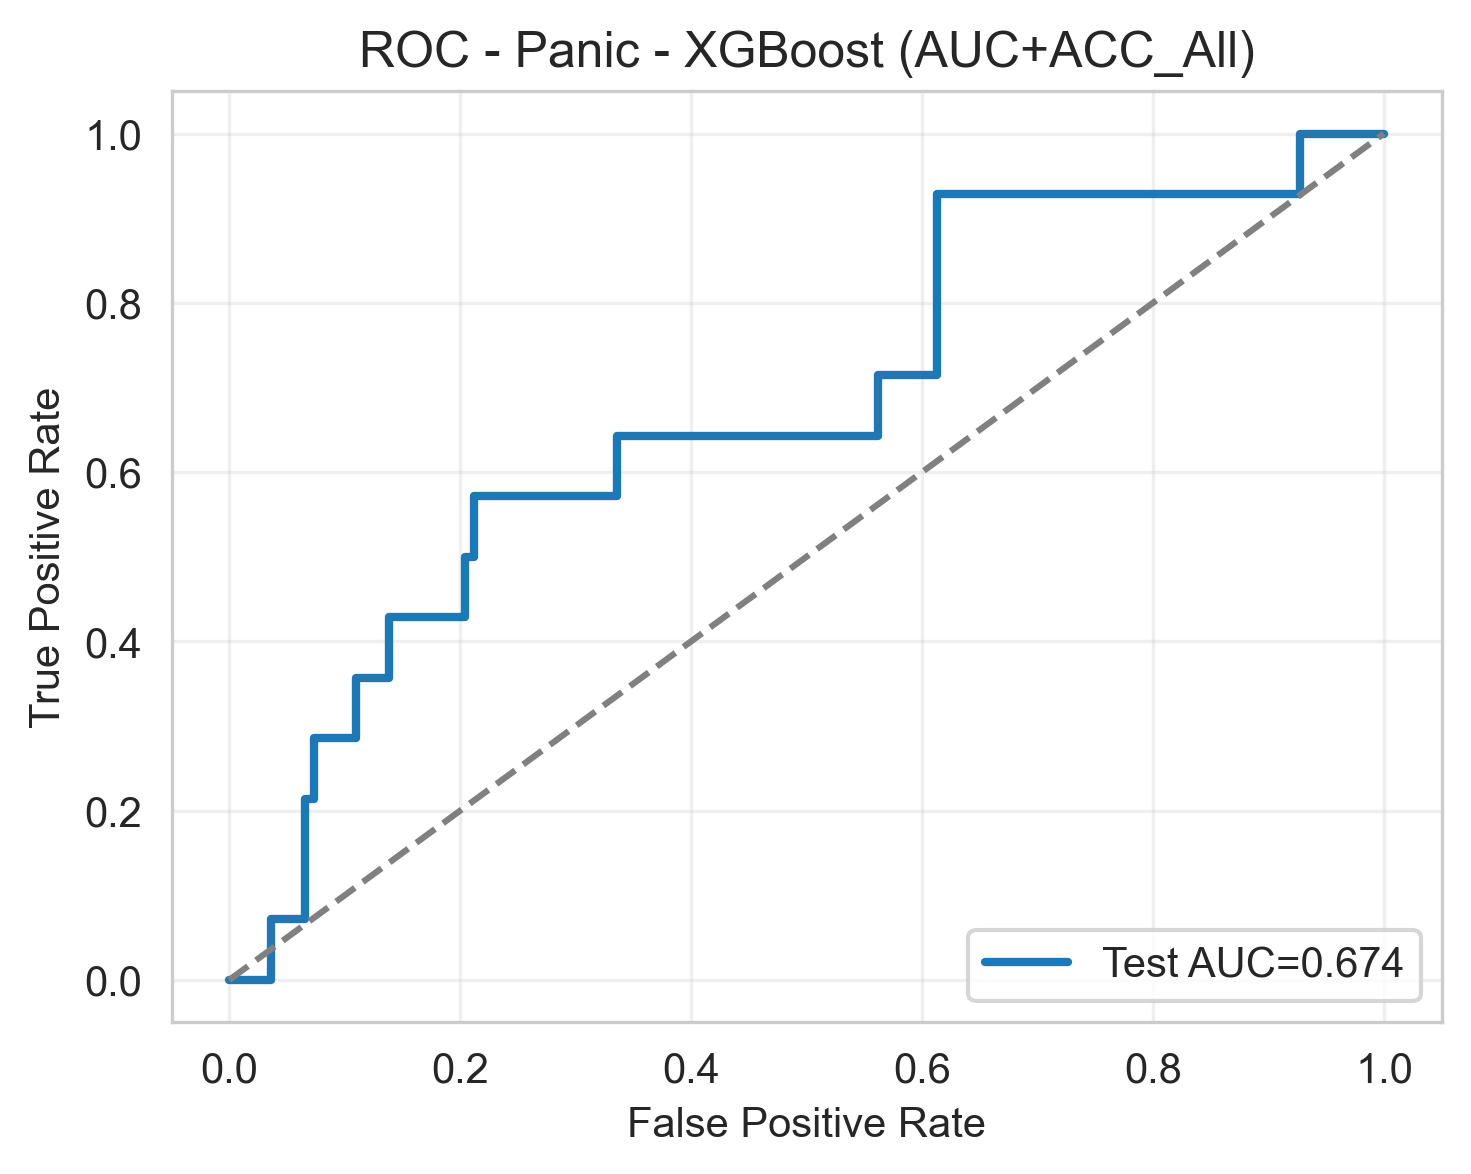 ROC - Panic - XGBoost (AUC+ACC_All)
True Positive Rate
1.0
0.8
0.6
0.4
0.2
0.0
Test AUC=0.674
0.0 0.2 0.4 0.6 0.8 1.0
False Positive Rate